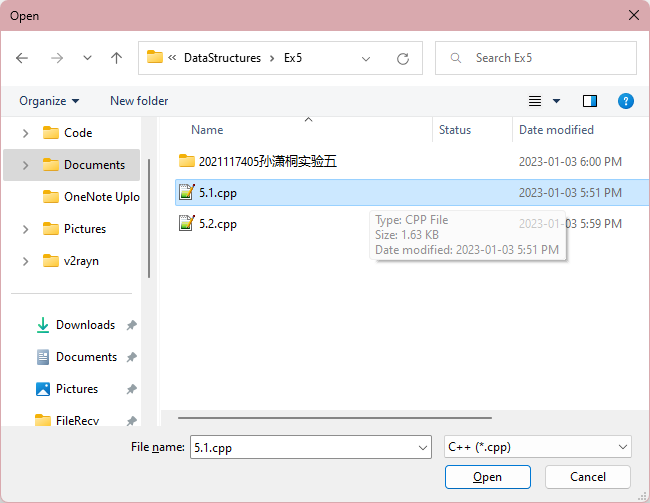 Open
DataStructures
Ex5
Search Ex5
Organize
New folder
Code
Documents
OneNote Uplo
Pictures
v2rayn
Downloads
Documents
Pictures
FileRecv
Name
Status
Date modified
2021117405孙潇桐实验五
2023-01-03 6:00 PM
5.1.cpp
2023-01-03 5:51 PM
5.2.cpp
2023-01-03 5:59 PM
Type: CPP File
Size: 1.63 KB
Date modified: 2023-01-03 5:51 PM
File name:
5.1.cpp
C++ (*.cpp)
Open
Cancel